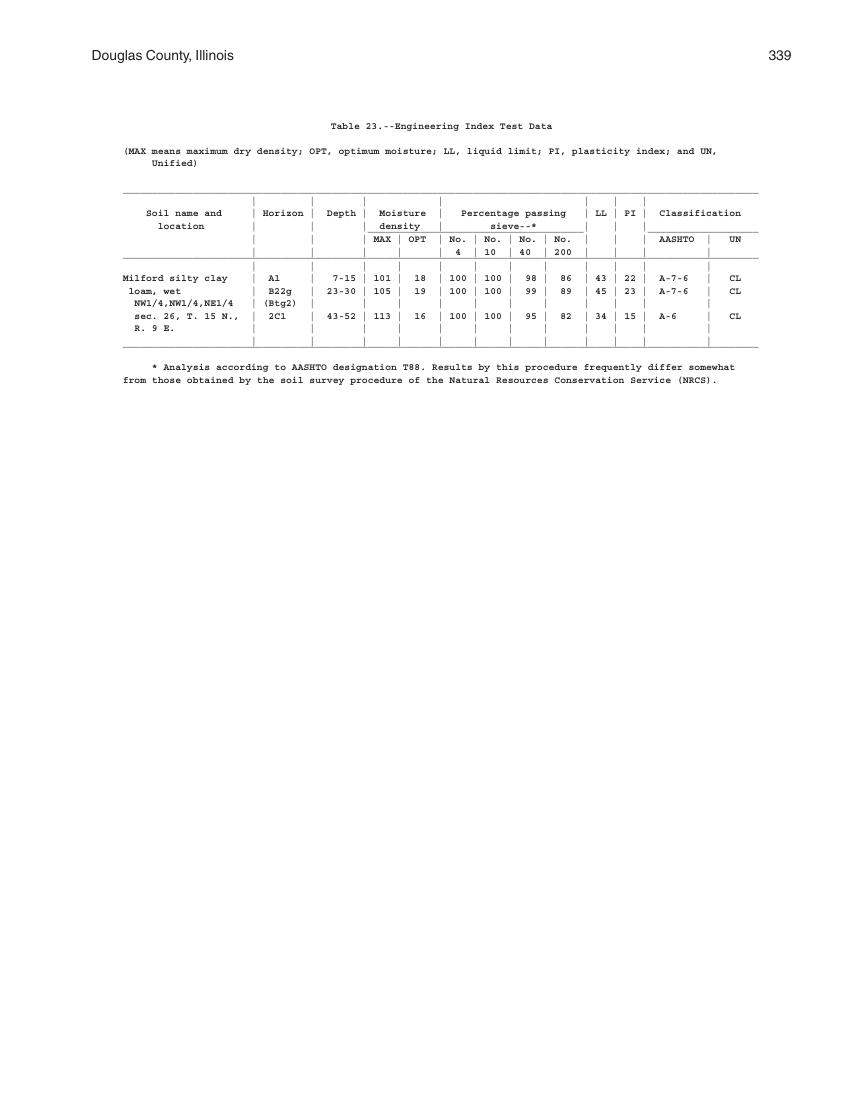 Douglas County, Illinois 339
Table 23.--Engineering Index Test Data
(MAX means maximum dry density; OPT, optimum moisture; LL, liquid limit; PI, plasticity index; and UN,
Unified)
Soil name and | Horizon | Depth | Moisture | Percentage passing | LL | PI | Classification
location | | | density | sieve--* | | |
| | | MAX | OPT | No. | No. | No. | No. | | | AASHTO | UN
| | | | | 4 | 10 | 40 | 200 | | | |
Milford silty clay | A1 | 7-15 | 101 | 18 | 100 | 100 | 98 | 86 | 43 | 22 | A-7-6 | CL
loam, wet | B22g | 23-30 | 105 | 19 | 100 | 100 | 99 | 89 | 45 | 23 | A-7-6 | CL
NW1/4,NW1/4,NE1/4 | (Btg2) | | | | | | | | | | |
sec. 26, T. 15 N., | 2C1 | 43-52 | 113 | 16 | 100 | 100 | 95 | 82 | 34 | 15 | A-6 | CL
R. 9 E. | | | | | | | | | | | |
* Analysis according to AASHTO designation T88. Results by this procedure frequently differ somewhat
from those obtained by the soil survey procedure of the Natural Resources Conservation Service (NRCS).